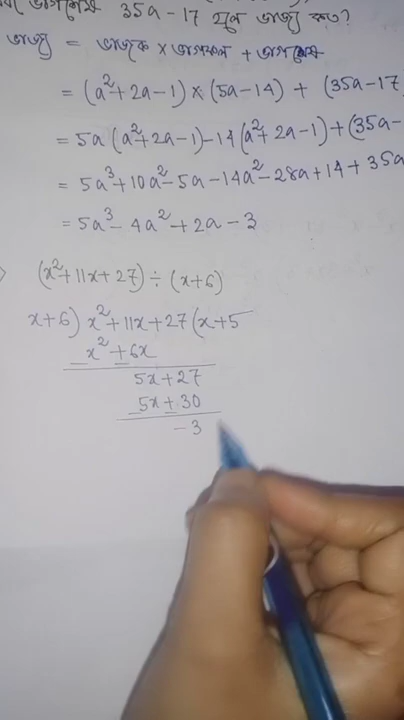 ভাগশেষ 35a - 17 হলে ভাজ্য কত?
ভাজ্য = ভাজক × ভাগফল + ভাগশেষ
= (a²+2a-1) × (5a-14) + (35a-17
= 5a (a²+2a-1) -14 (a²+2a-1) + (35a-
= 5a³ + 10a² - 5a - 14a² - 28a + 14 + 35a
= 5a³ - 4a² + 2a - 3
(x²+11x+27) ÷ (x+6)
x+6) x²+11x+27 (x+5
x² + 6x
5x+27
5x + 30
-3